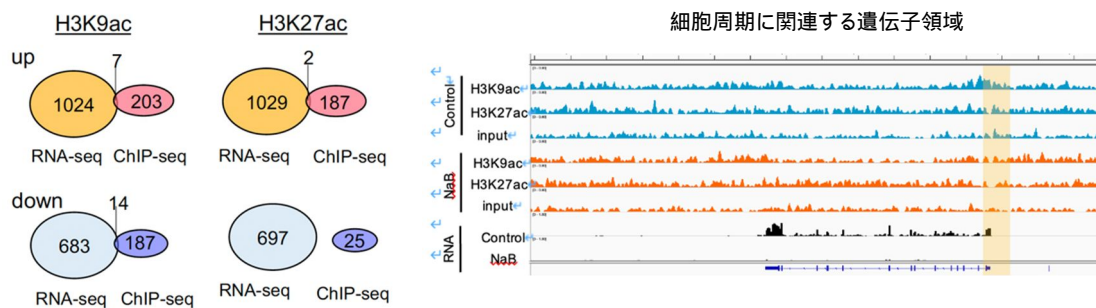 H3K9ac
H3K27ac
up
7
2
1024
203
1029
187
RNA-seq
ChIP-seq
RNA-seq
ChIP-seq
down
14
683
187
697
25
RNA-seq
ChIP-seq
RNA-seq
ChIP-seq
細胞周期に関連する遺伝子領域
Control
H3K9ac
H3K27ac
input
NaB
H3K9ac
H3K27ac
input
RNA
Control
NaB